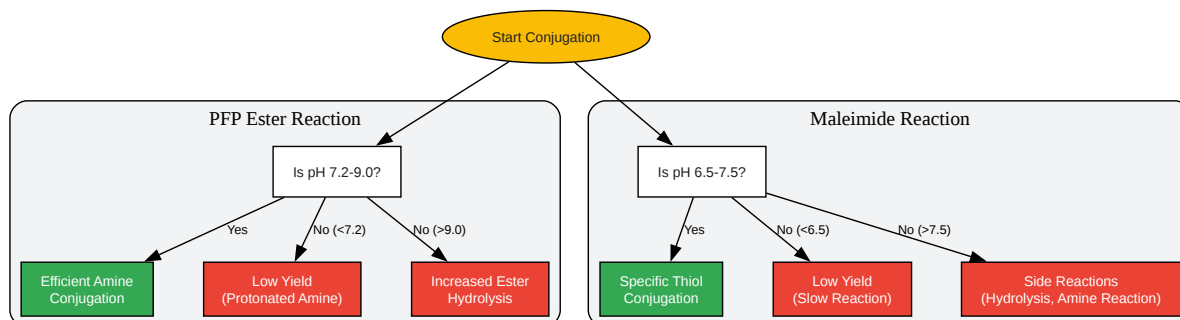 Start Conjugation
PFP Ester Reaction
Is pH 7.2-9.0?
Yes
No (<7.2)
No (>9.0)
Efficient Amine
Conjugation
Low Yield
(Protonated Amine)
Increased Ester
Hydrolysis
Maleimide Reaction
Is pH 6.5-7.5?
Yes
No (<6.5)
No (>7.5)
Specific Thiol
Conjugation
Low Yield
(Slow Reaction)
Side Reactions
(Hydrolysis, Amine Reaction)